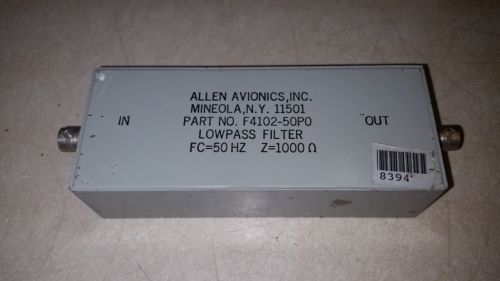 ALLEN AVIONICS,INC.
MINEOLA,N.Y. 11501
IN PART NO. F4102-50P0 OUT
LOWPASS FILTER
FC=50 HZ Z=1000 Ω
8394